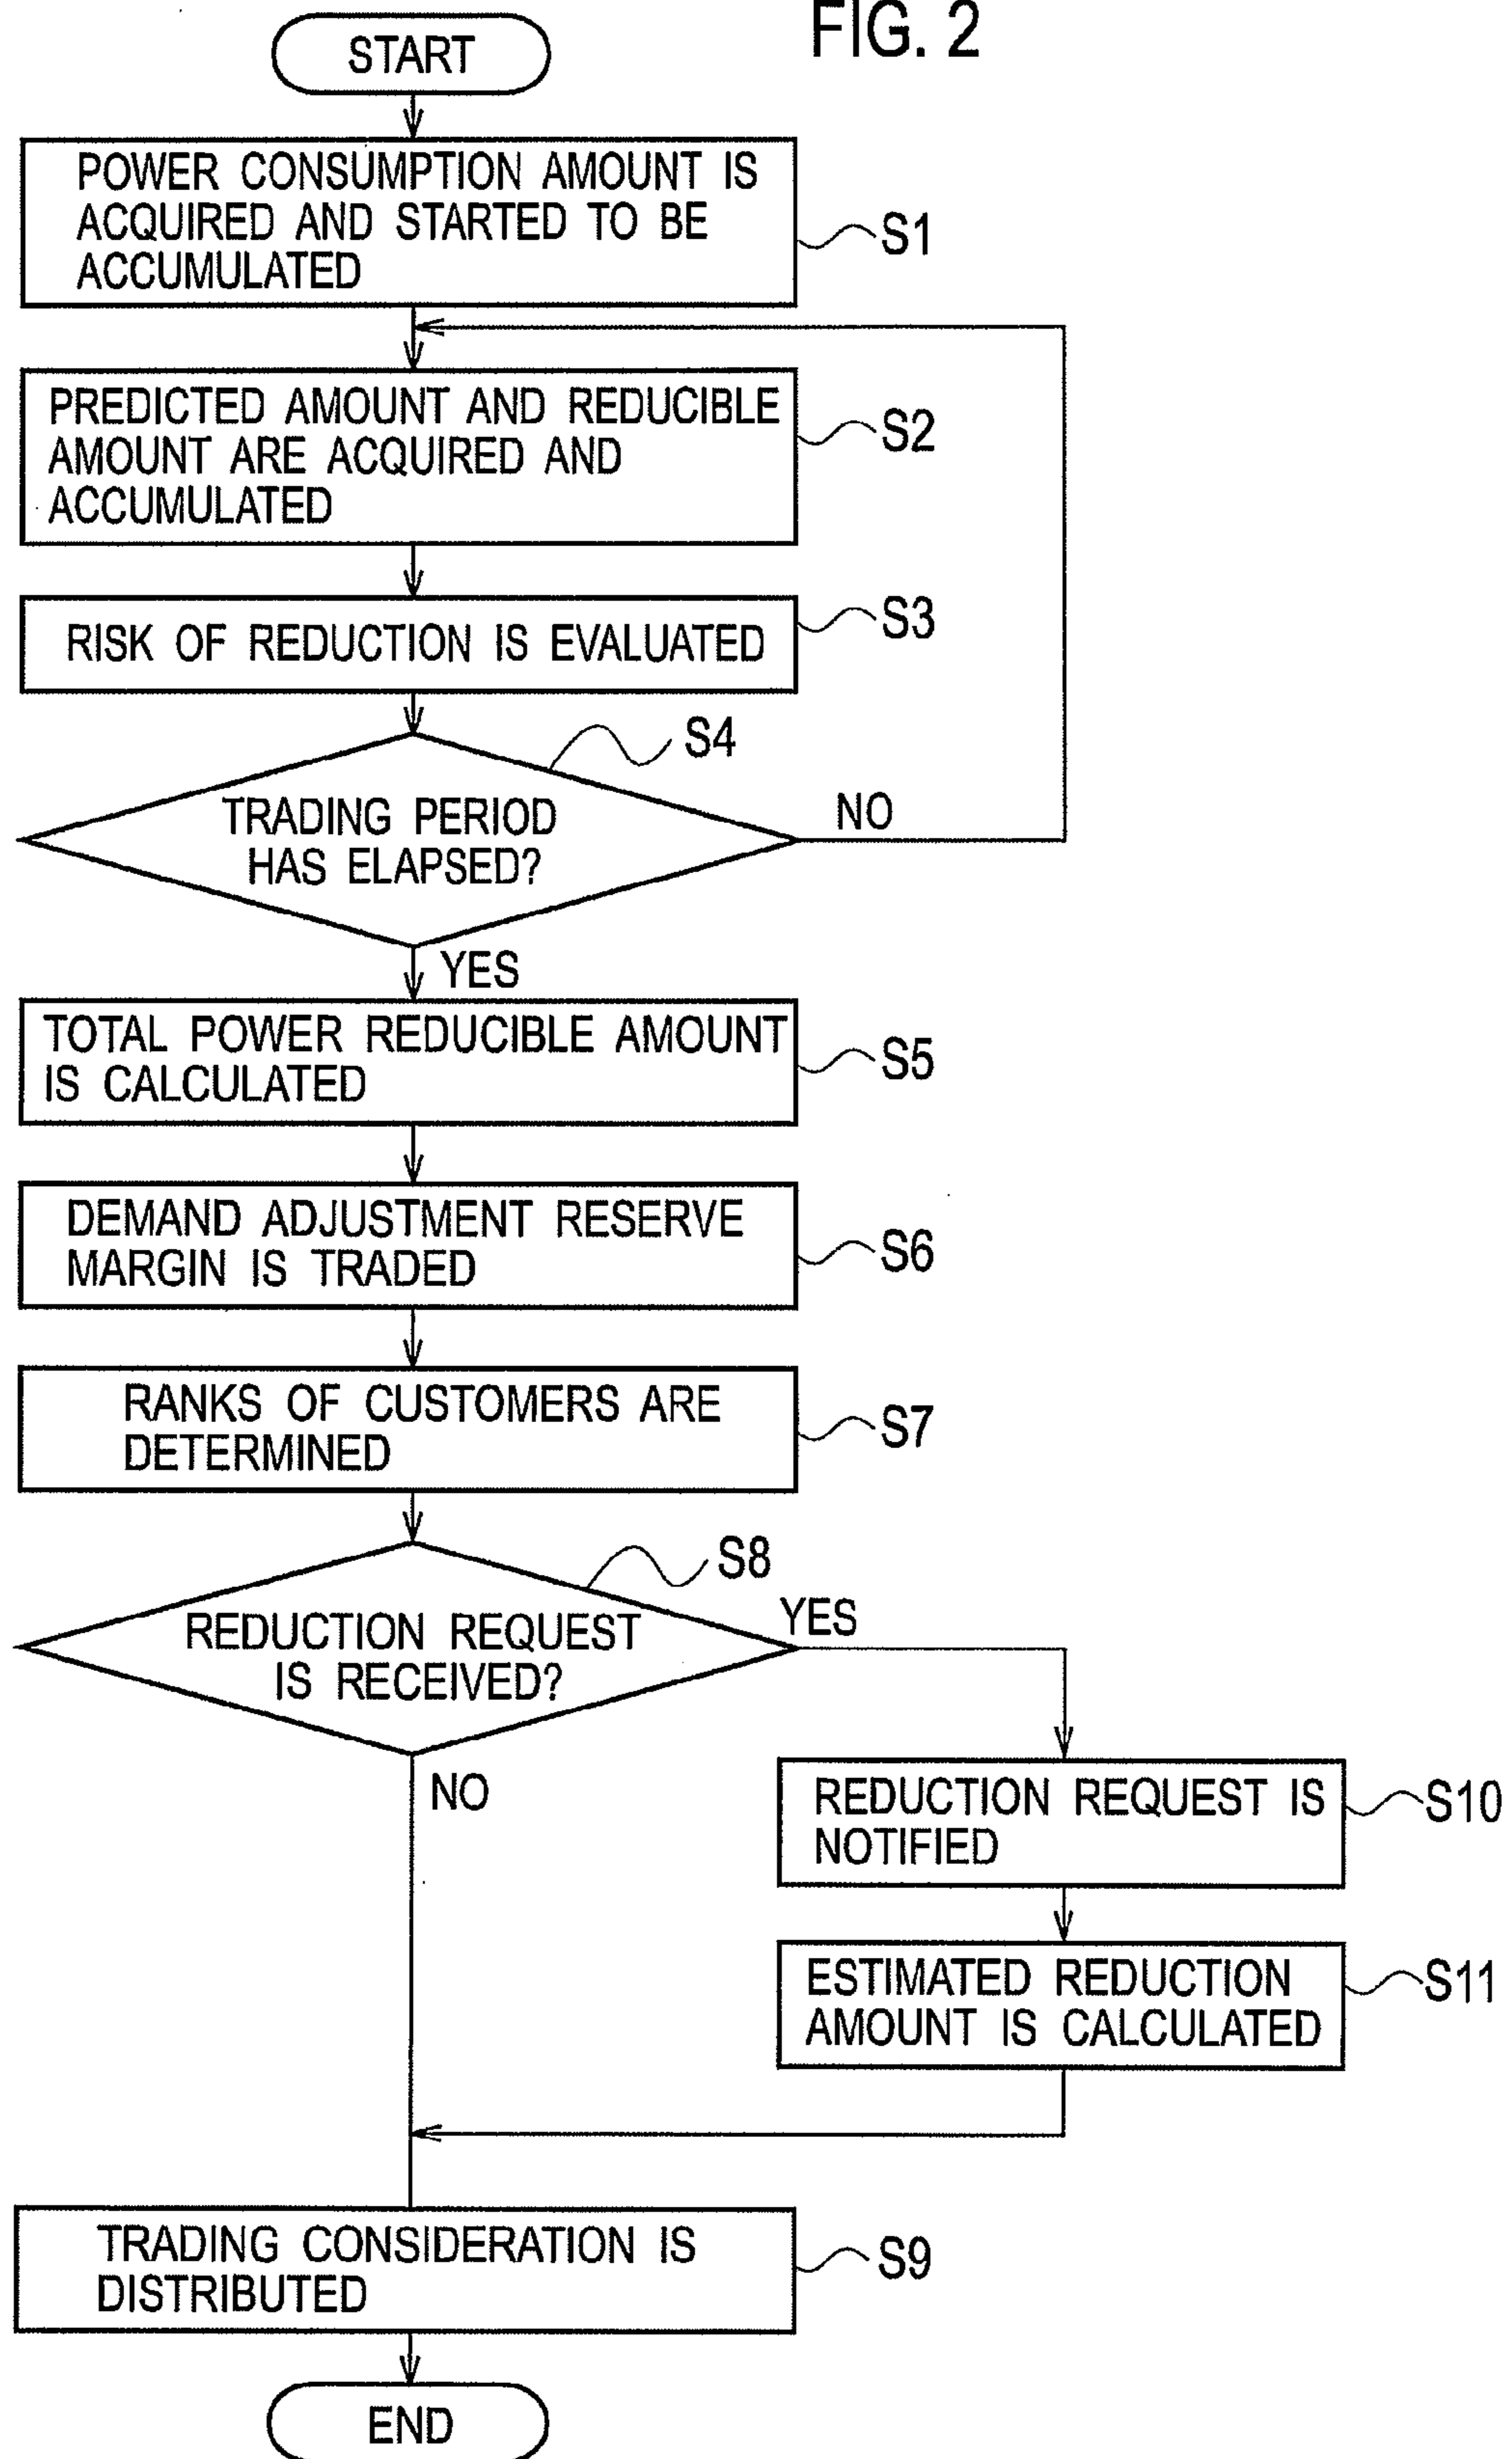 FIG. 2
START
POWER CONSUMPTION AMOUNT IS
ACQUIRED AND STARTED TO BE
ACCUMULATED
S1
PREDICTED AMOUNT AND REDUCIBLE
AMOUNT ARE ACQUIRED AND
ACCUMULATED
S2
RISK OF REDUCTION IS EVALUATED
S3
S4
TRADING PERIOD
HAS ELAPSED?
NO
YES
TOTAL POWER REDUCIBLE AMOUNT
IS CALCULATED
S5
DEMAND ADJUSTMENT RESERVE
MARGIN IS TRADED
S6
RANKS OF CUSTOMERS ARE
DETERMINED
S7
S8
REDUCTION REQUEST
IS RECEIVED?
YES
NO
REDUCTION REQUEST IS
NOTIFIED
S10
ESTIMATED REDUCTION
AMOUNT IS CALCULATED
S11
TRADING CONSIDERATION IS
DISTRIBUTED
S9
END